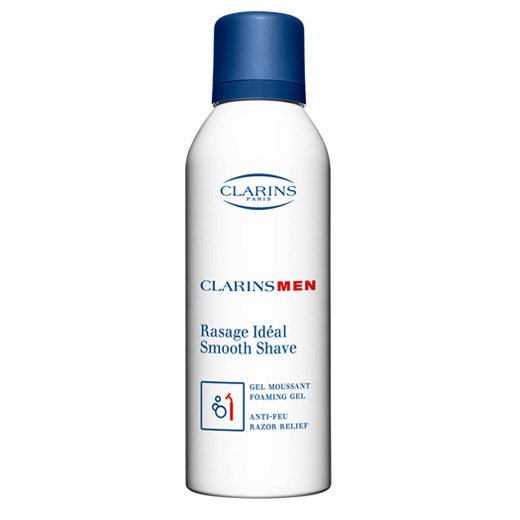 CLARINS
PARIS
CLARINSMEN
Rasage Idéal
Smooth Shave
GEL MOUSSANT
FOAMING GEL
ANTI-FEU
RAZOR RELIEF